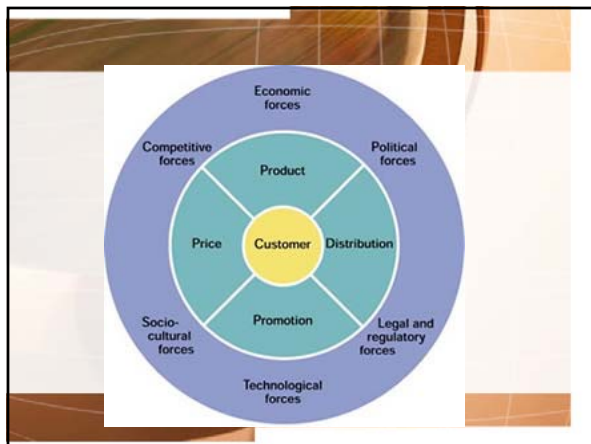 Economic
forces
Competitive
forces
Political
forces
Product
Price
Customer
Distribution
Promotion
Socio-
cultural
forces
Legal and
regulatory
forces
Technological
forces